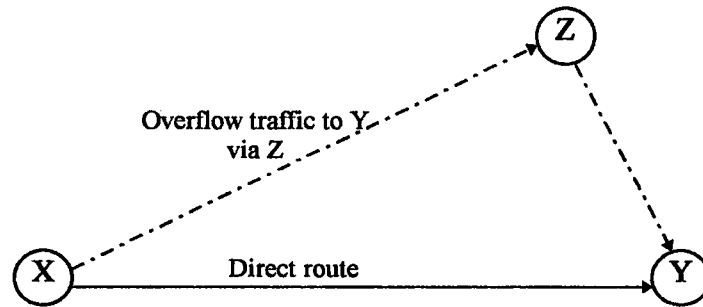 Z
Overflow traffic to Y
via Z
X
Direct route
Y